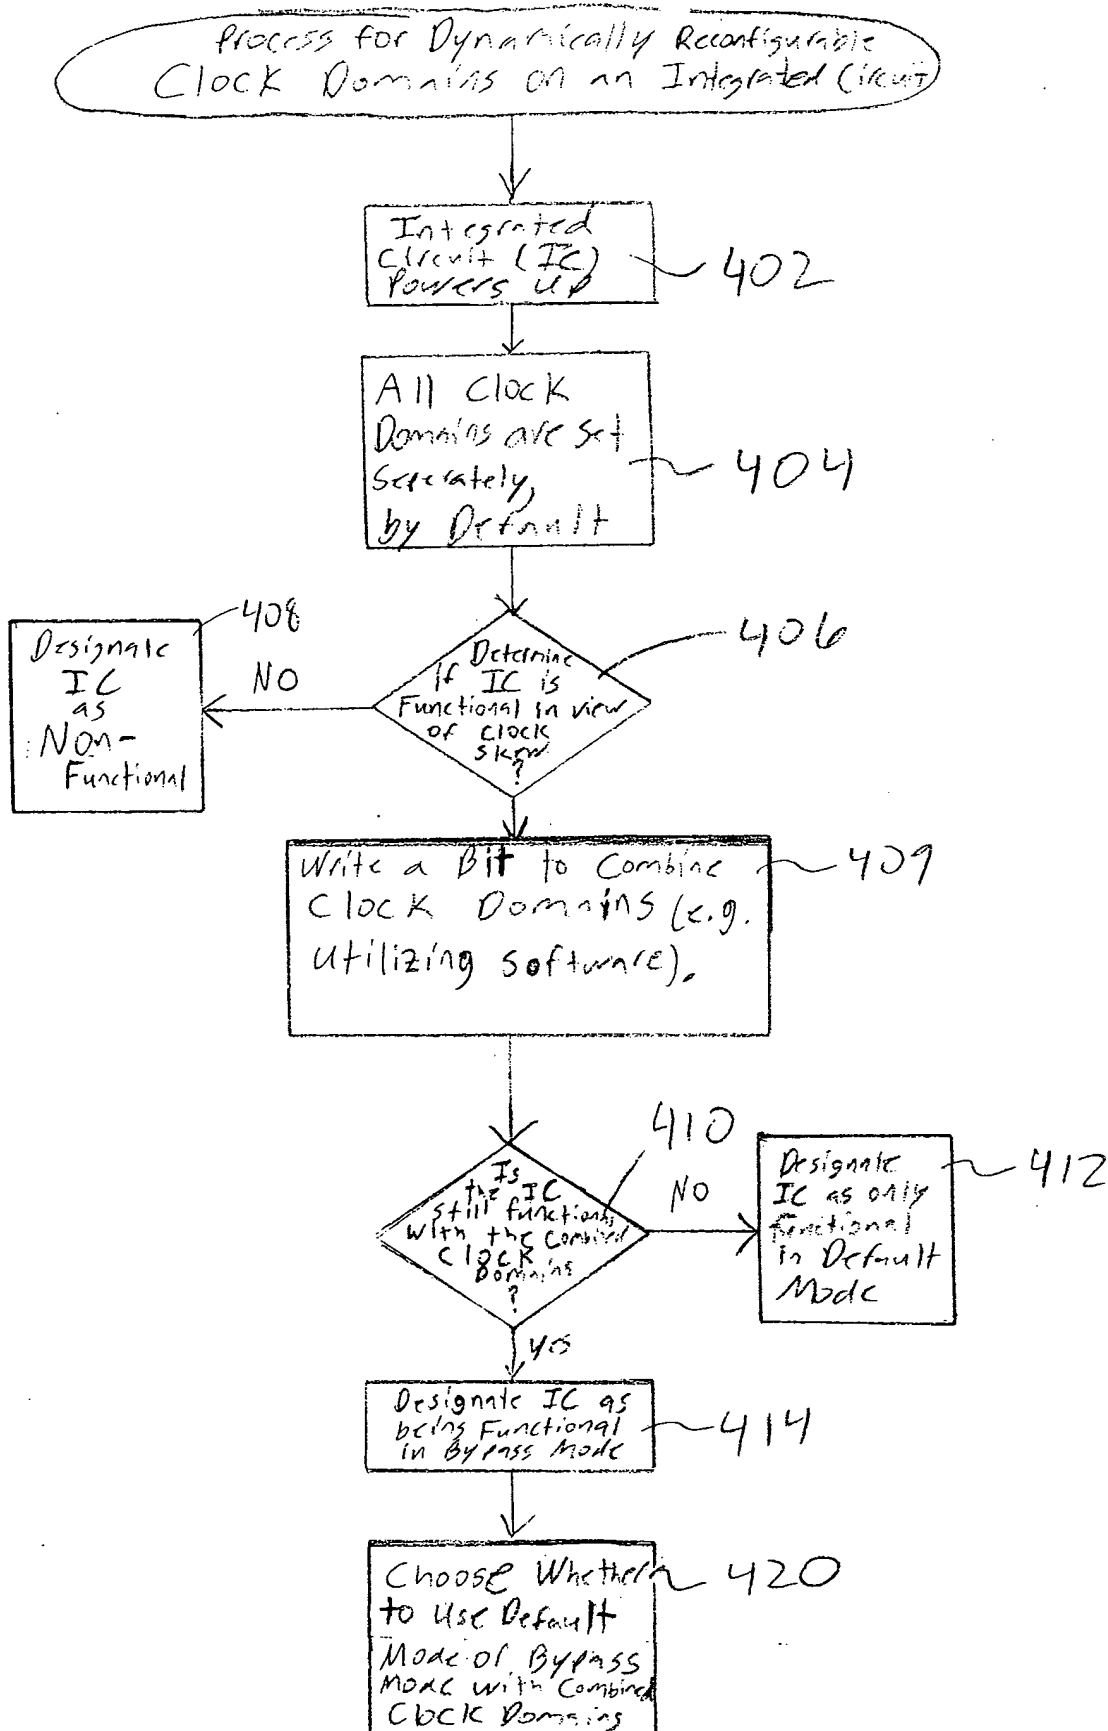 Process for Dynamically Reconfigurable
Clock Domains on an Integrated Circuit
Integrated
Circuit (IC)
Powers Up
402
All Clock
Domains are Set
Seperately,
by Default
404
Determine
If IC is
Functional in view
of Clock
Skew
?
406
NO
408
Designate
IC
as
Non-
Functional
Write a Bit to Combine
Clock Domains (e.g.
utilizing software).
409
Is
the IC
still functional
with the Combined
Clock
Domains
?
410
NO
Designate
IC as only
Functional
in Default
Mode
412
yes
Designate IC as
being Functional
in Bypass Mode
414
Choose Whether
to Use Default
Mode or Bypass
Mode with Combined
Clock Domains
420